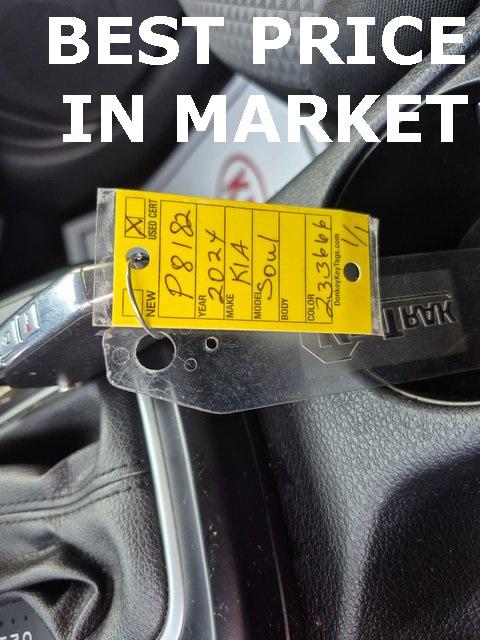 BEST PRICE
IN MARKET
NEW
USED CERT
P8182
YEAR
2024
MAKE
KIA
MODEL
Soul
BODY
COLOR
233666
DonkeyKeyTags.com
1/1